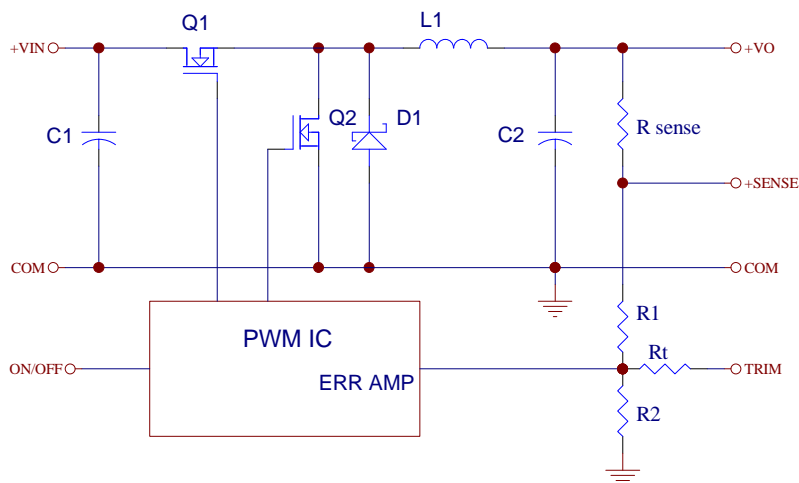 Q1
L1
+VIN
+VO
C1
Q2
D1
C2
R sense
+SENSE
COM
COM
R1
PWM IC
Rt
ON/OFF
ERR AMP
TRIM
R2